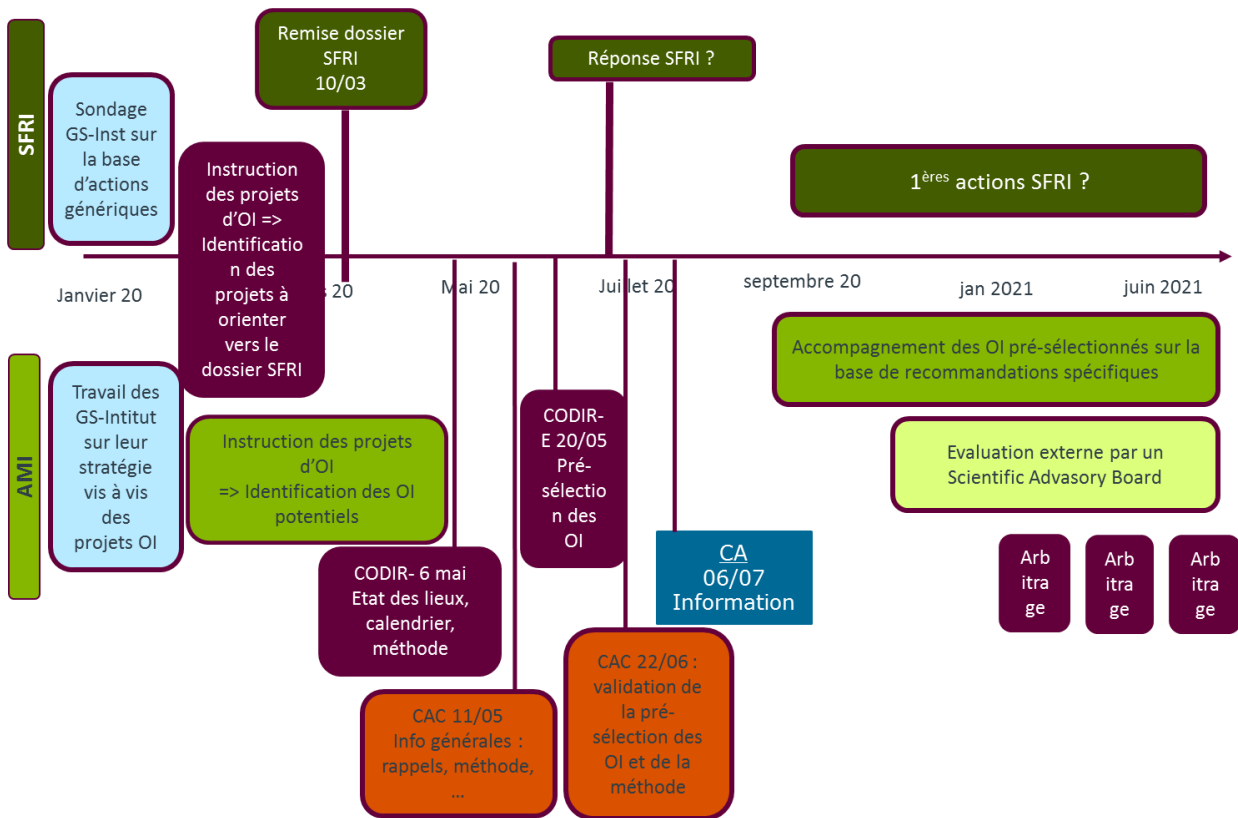 SFRI
Sondage
GS-Inst sur
la base
d'actions
génériques
Remise dossier
SFRI
10/03
Réponse SFRI ?
1ères actions SFRI ?
Instruction
des projets
d'OI =>
Identificatio
n des
projets à
orienter
vers le
dossier SFRI
Janvier 20
s 20
Mai 20
Juillet 20
septembre 20
jan 2021
juin 2021
AMI
Travail des
GS-Intitut
sur leur
stratégie
vis à vis
des
projets OI
Instruction des projets
d'OI
=> Identification des OI
potentiels
CODIR- 6 mai
Etat des lieux,
calendrier,
méthode
CAC 11/05
Info générales :
rappels, méthode,
...
CODIR-
E 20/05
Pré-
sélectio
n des
OI
CAC 22/06 :
validation de
la pré-
sélection des
OI et de la
méthode
CA
06/07
Information
Accompagnement des OI pré-sélectionnés sur la
base de recommandations spécifiques
Evaluation externe par un
Scientific Advasory Board
Arb
itra
ge
Arb
itra
ge
Arb
itra
ge